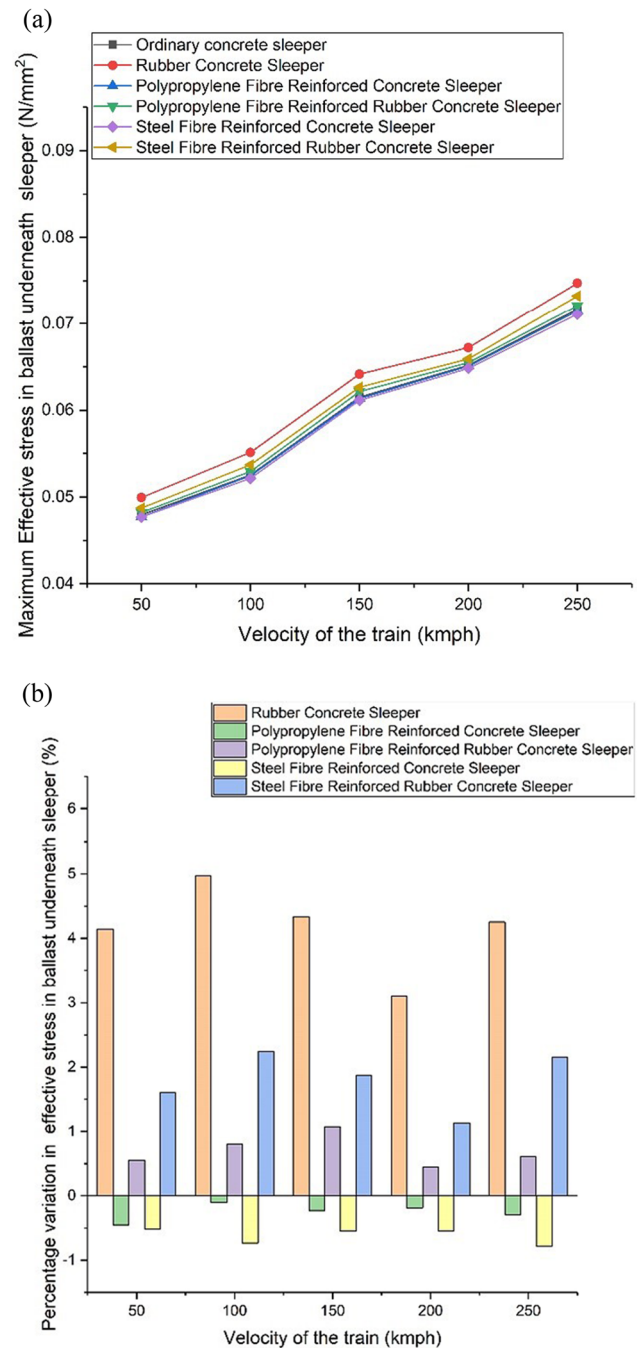 (a)
Ordinary concrete sleeper
Rubber Concrete Sleeper
Polypropylene Fibre Reinforced Concrete Sleeper
Polypropylene Fibre Reinforced Rubber Concrete Sleeper
Steel Fibre Reinforced Concrete Sleeper
Steel Fibre Reinforced Rubber Concrete Sleeper
Maximum Effective stress in ballast underneath sleeper (N/mm²)
0.09
0.08
0.07
0.06
0.05
0.04
50 100 150 200 250
Velocity of the train (kmph)
(b)
Rubber Concrete Sleeper
Polypropylene Fibre Reinforced Concrete Sleeper
Polypropylene Fibre Reinforced Rubber Concrete Sleeper
Steel Fibre Reinforced Concrete Sleeper
Steel Fibre Reinforced Rubber Concrete Sleeper
Percentage variation in effective stress in ballast underneath sleeper (%)
6
5
4
3
2
1
0
-1
50 100 150 200 250
Velocity of the train (kmph)